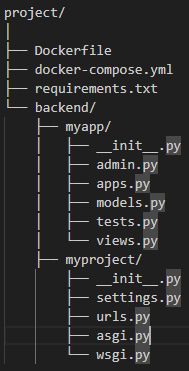 project/
│
├── Dockerfile
├── docker-compose.yml
├── requirements.txt
└── backend/
    ├── myapp/
    │   ├── __init__.py
    │   ├── admin.py
    │   ├── apps.py
    │   ├── models.py
    │   ├── tests.py
    │   └── views.py
    ├── myproject/
    │   ├── __init__.py
    │   ├── settings.py
    │   ├── urls.py
    │   ├── asgi.py
    │   └── wsgi.py